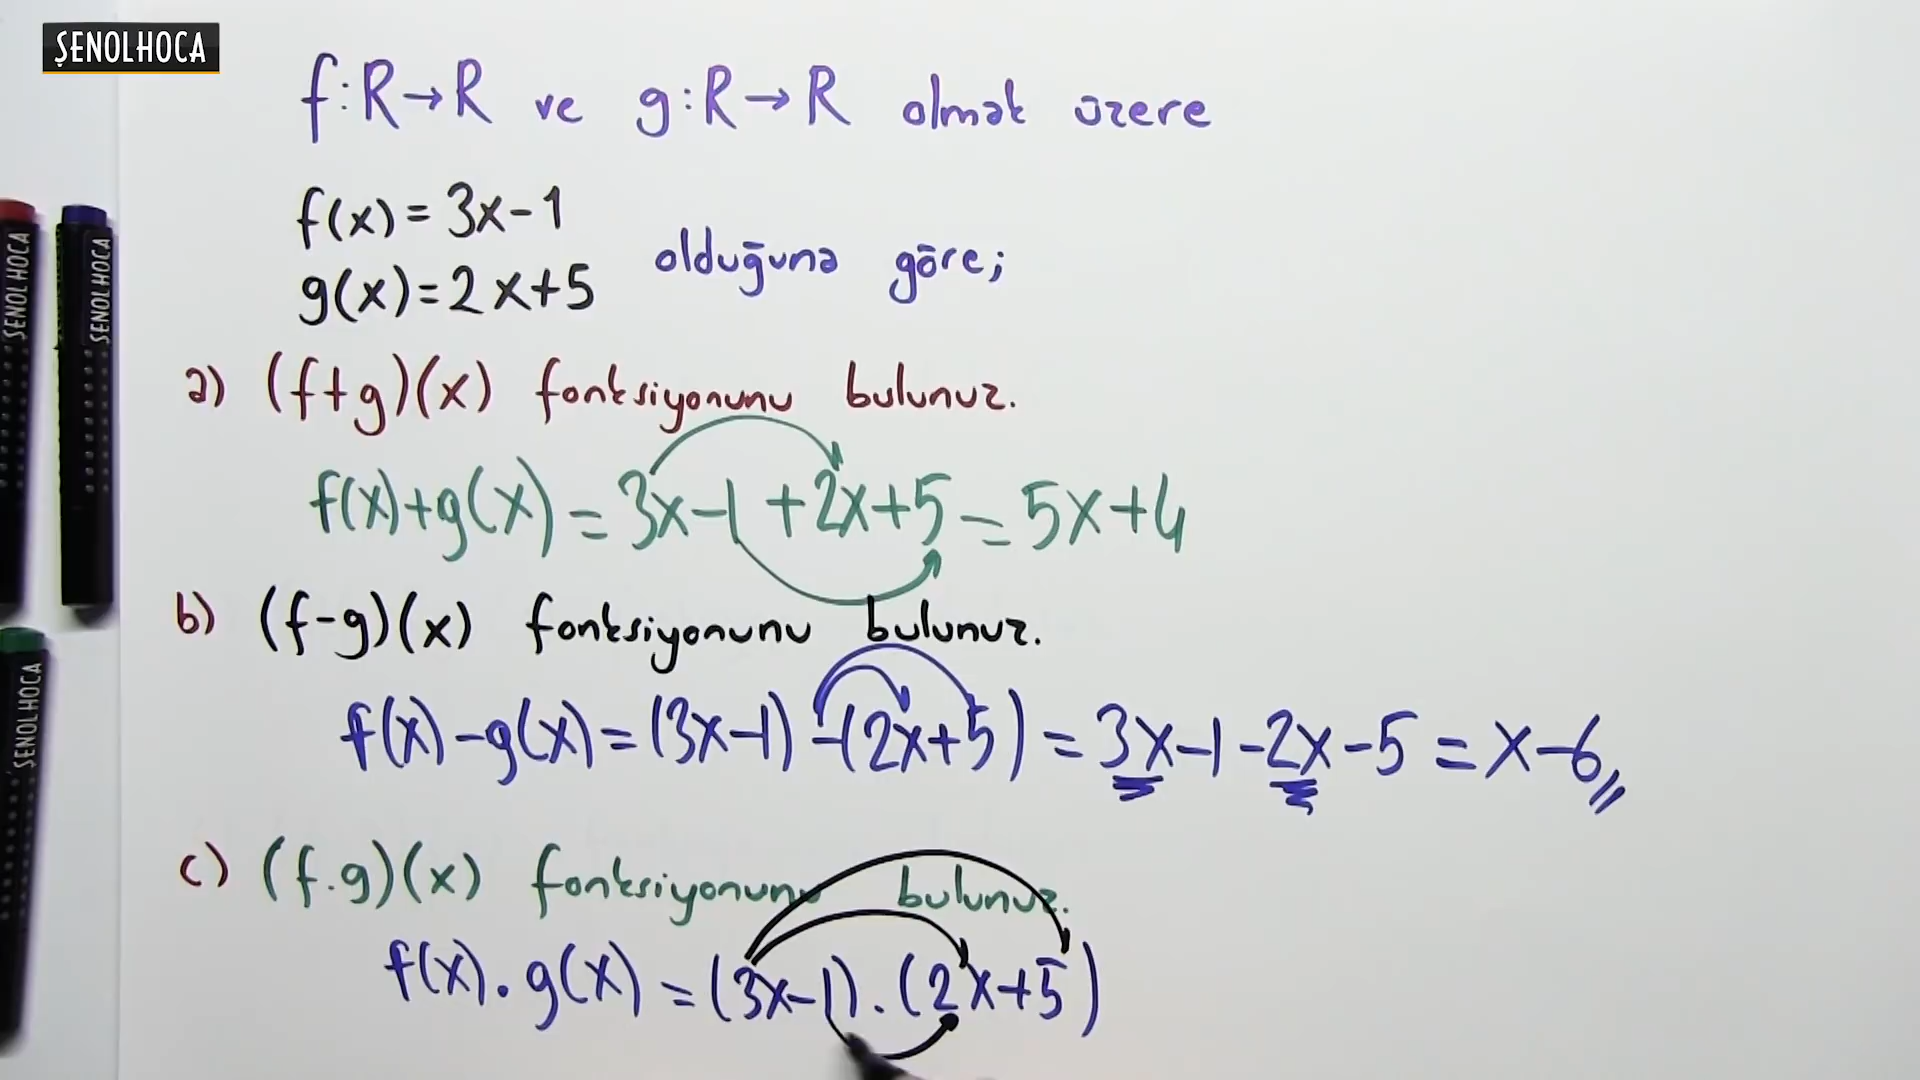 ŞENOLHOCA
f:R→R ve g:R→R olmak üzere
f(x)=3x-1
g(x)=2x+5 olduğuna göre;
a) (f+g)(x) fonksiyonunu bulunuz.
f(x)+g(x)=3x-1+2x+5=5x+4
b) (f-g)(x) fonksiyonunu bulunuz.
f(x)-g(x)=(3x-1)-(2x+5)=3x-1-2x-5=x-6
c) (f.g)(x) fonksiyonunu bulunuz.
f(x).g(x)=(3x-1).(2x+5)
ŞENOLHOCA
ŞENOLHOCA
ŞENOLHOCA